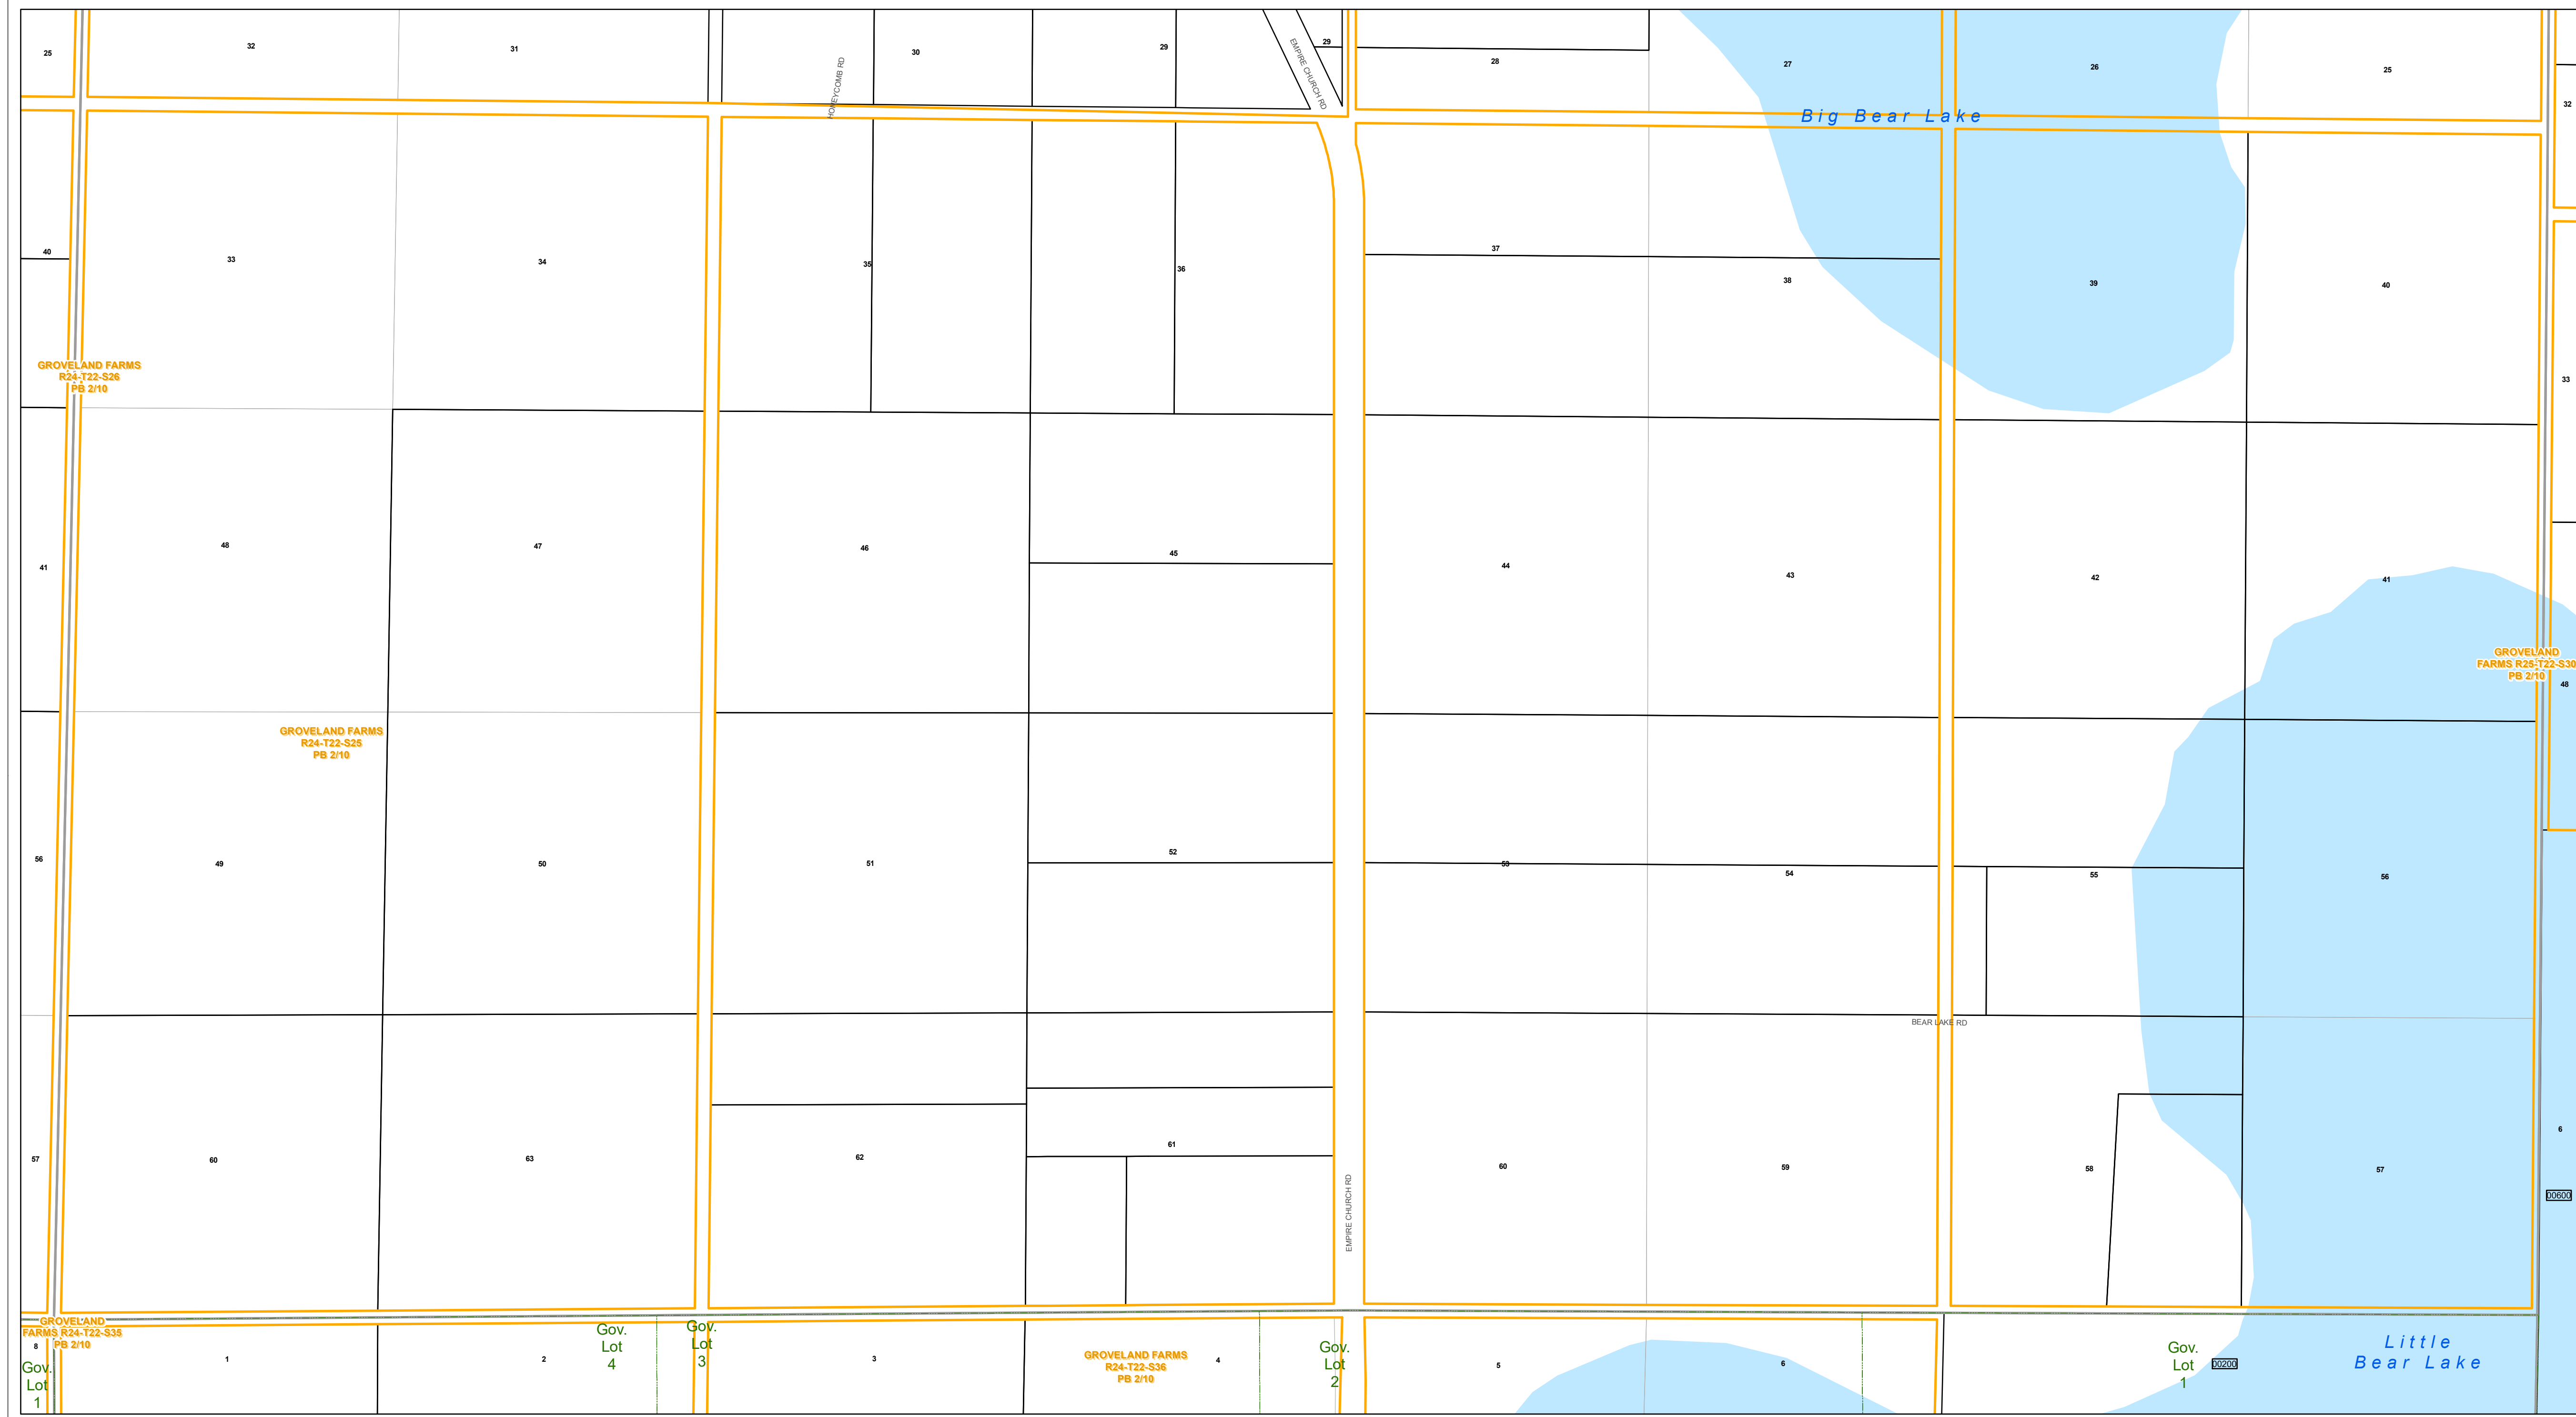 25
32
31
30
29
29
28
27
26
25
32
HONEYCOMB RD
EMPIRE CHURCH RD
Big Bear Lake
40
33
34
35
36
37
38
39
40
33
GROVELAND FARMS
R24-T22-S26
PB 2/10
41
48
47
46
45
44
43
42
41
48
GROVELAND
FARMS R25-T22-S30
PB 2/10
GROVELAND FARMS
R24-T22-S25
PB 2/10
56
49
50
51
52
53
54
55
56
BEAR LAKE RD
57
60
63
62
61
60
59
58
57
6
00600
EMPIRE CHURCH RD
GROVELAND
FARMS R24-T22-S35
PB 2/10
8
Gov.
Lot
1
1
2
Gov.
Lot
4
Gov.
Lot
3
3
GROVELAND FARMS
R24-T22-S36
PB 2/10
4
Gov.
Lot
2
5
6
Gov.
Lot
1
00200
Little
Bear Lake